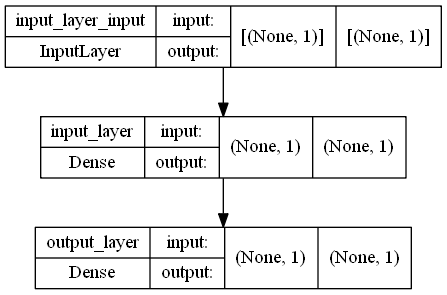 input_layer_input input: [(None, 1)] [(None, 1)]
InputLayer output:
input_layer input: (None, 1) (None, 1)
Dense output:
output_layer input: (None, 1) (None, 1)
Dense output: